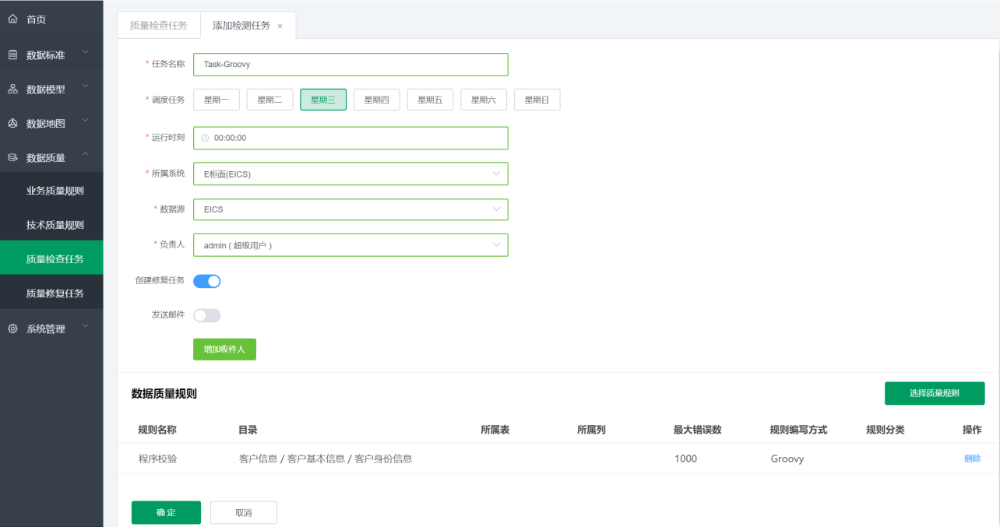 首页
数据标准
数据模型
数据地图
数据质量
业务质量规则
技术质量规则
质量检查任务
质量修复任务
系统管理
质量检查任务 添加检测任务 ×
* 任务名称 Task-Groovy
* 调度任务 星期一 星期二 星期三 星期四 星期五 星期六 星期日
* 运行时刻 00:00:00
* 所属系统 E柜面(EICS)
* 数据源 EICS
* 负责人 admin ( 超级用户 )
创建修复任务
发送邮件
增加收件人
数据质量规则 选择质量规则
规则名称 目录 所属表 所属列 最大错误数 规则编写方式 规则分类 操作
程序校验 客户信息 / 客户基本信息 / 客户身份信息 1000 Groovy 删除
确 定 取消